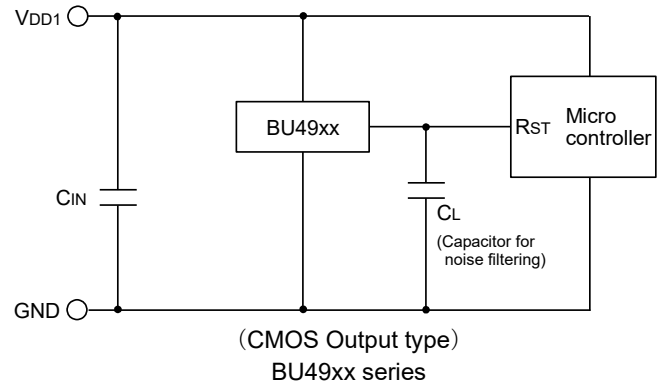 VDD1
BU49xx
RST
Micro
controller
CIN
CL
(Capacitor for
noise filtering)
GND
（CMOS Output type）
BU49xx series